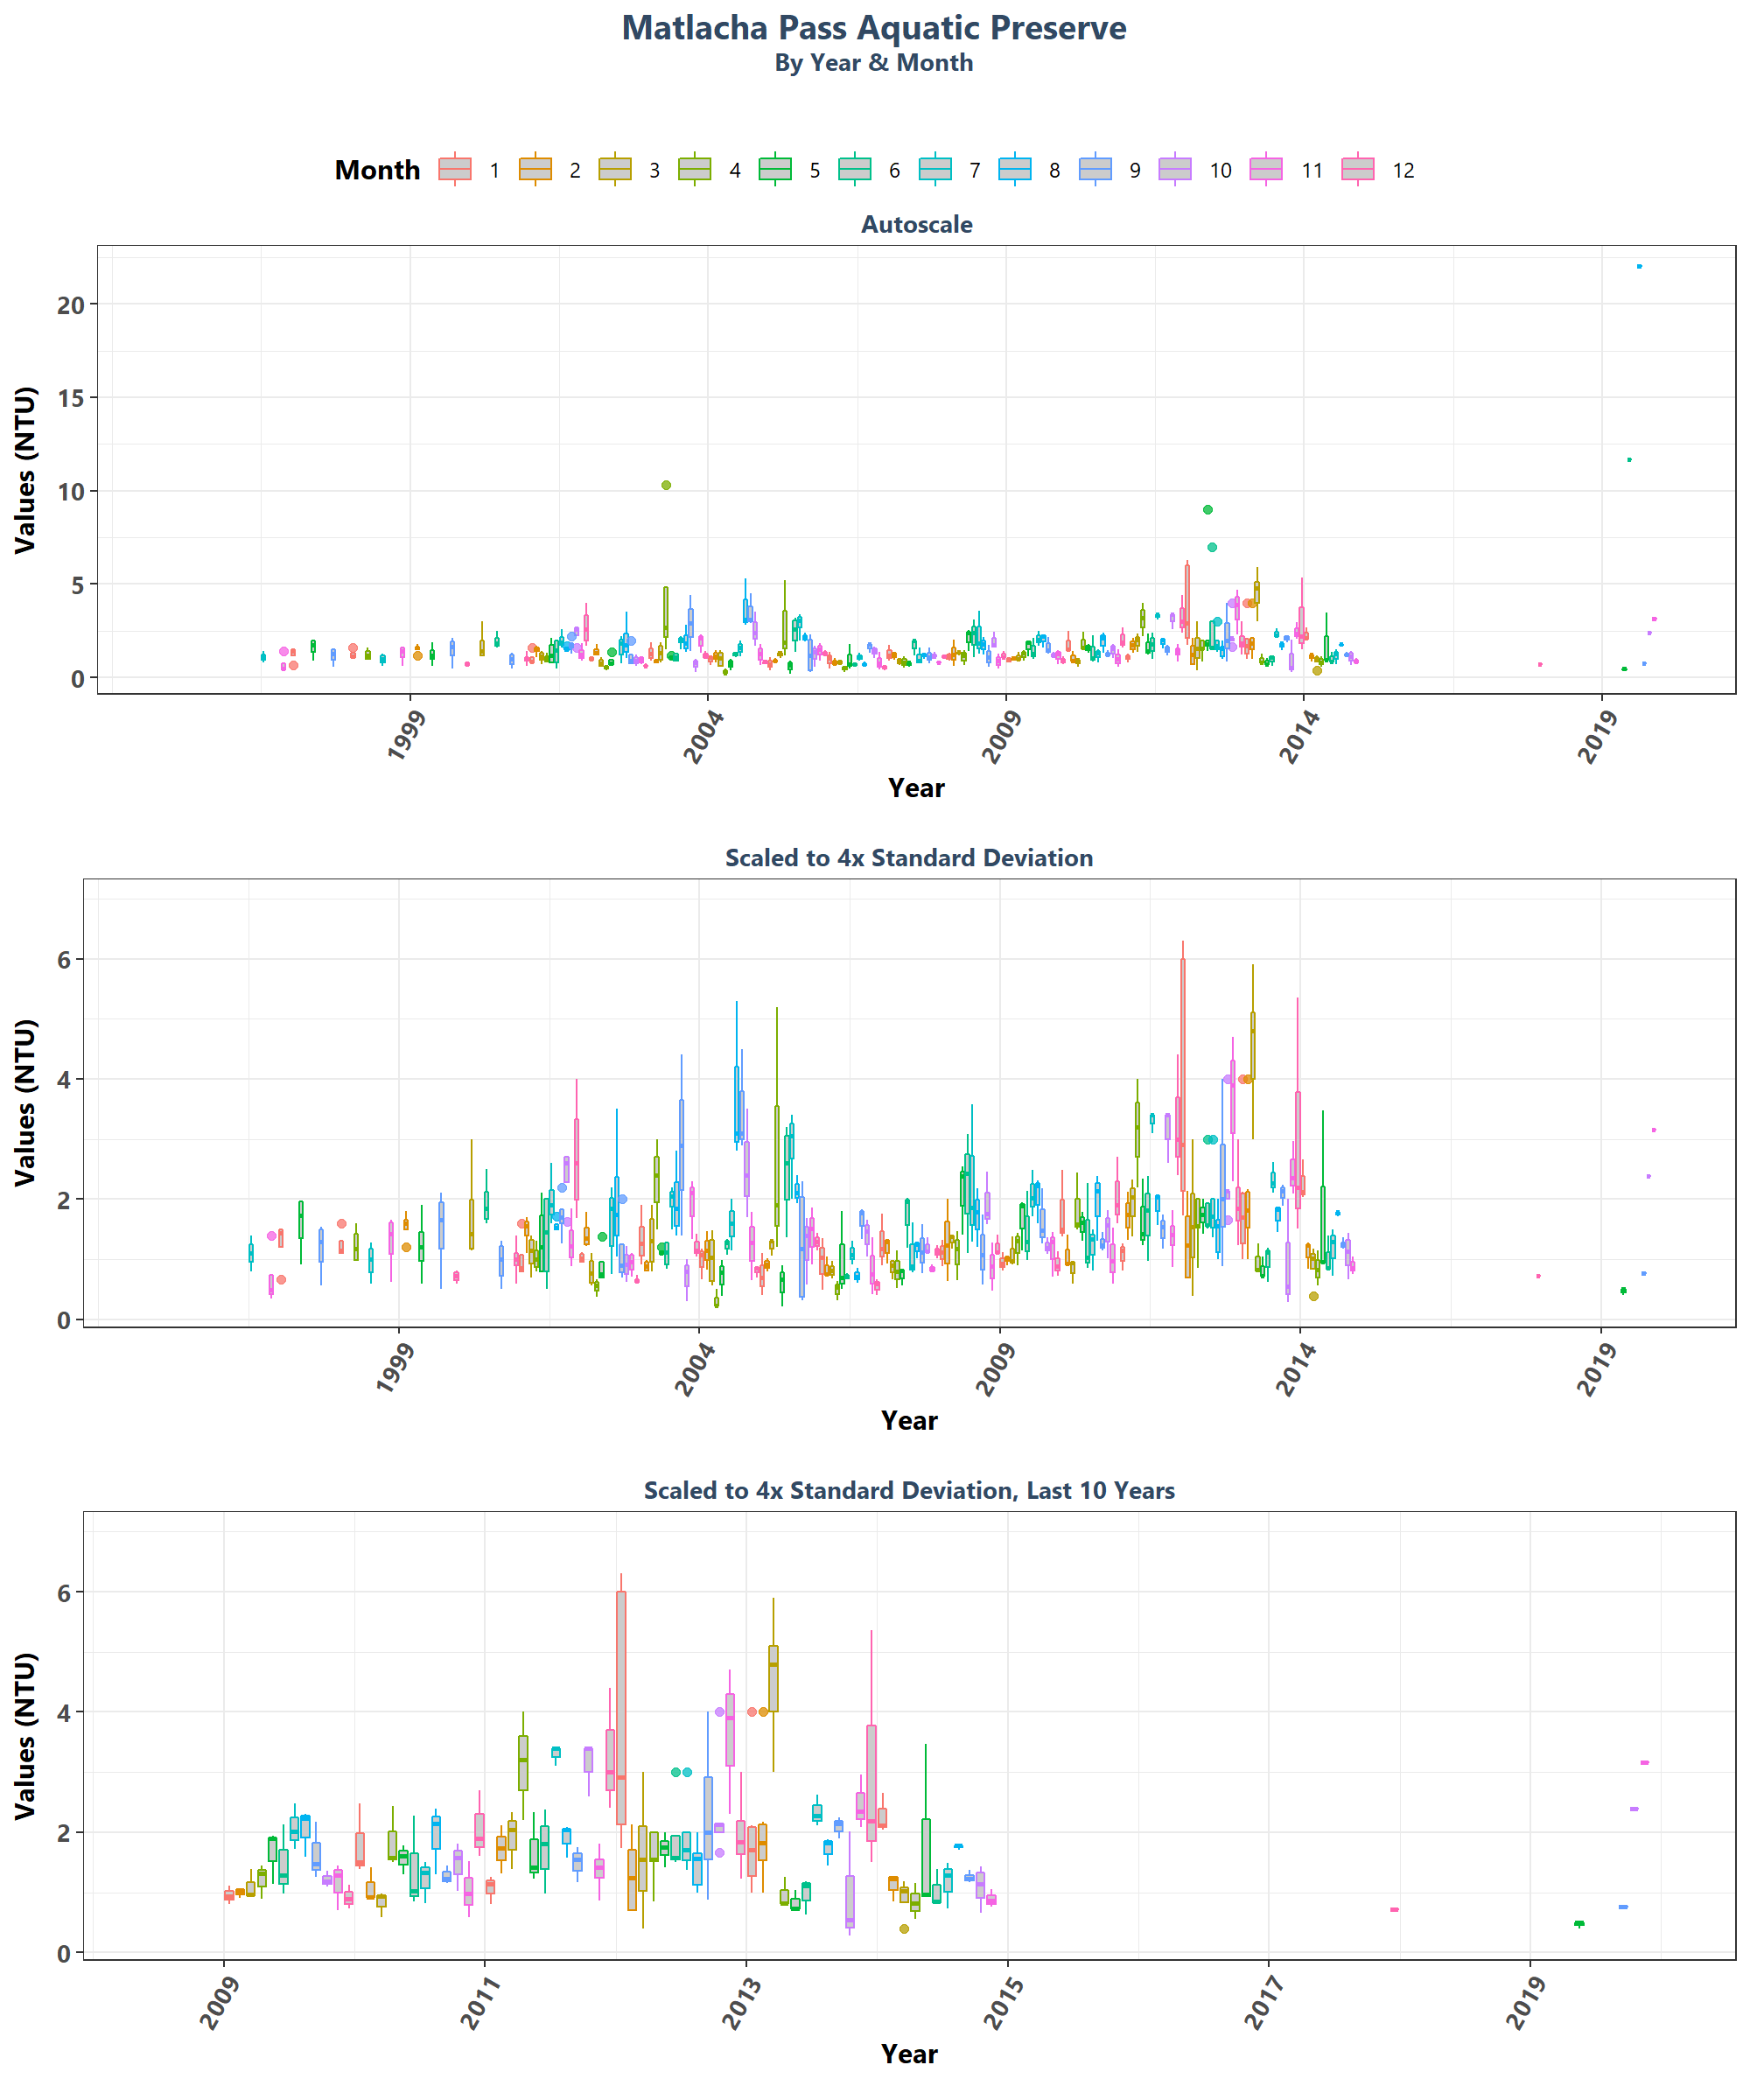 Matlacha Pass Aquatic Preserve
By Year & Month
Month 1 2 3 4 5 6 7 8 9 10 11 12
Autoscale
Values (NTU)
20
15
10
5
0
1999 2004 2009 2014 2019
Year
Scaled to 4x Standard Deviation
Values (NTU)
6
4
2
0
1999 2004 2009 2014 2019
Year
Scaled to 4x Standard Deviation, Last 10 Years
Values (NTU)
6
4
2
0
2009 2011 2013 2015 2017 2019
Year